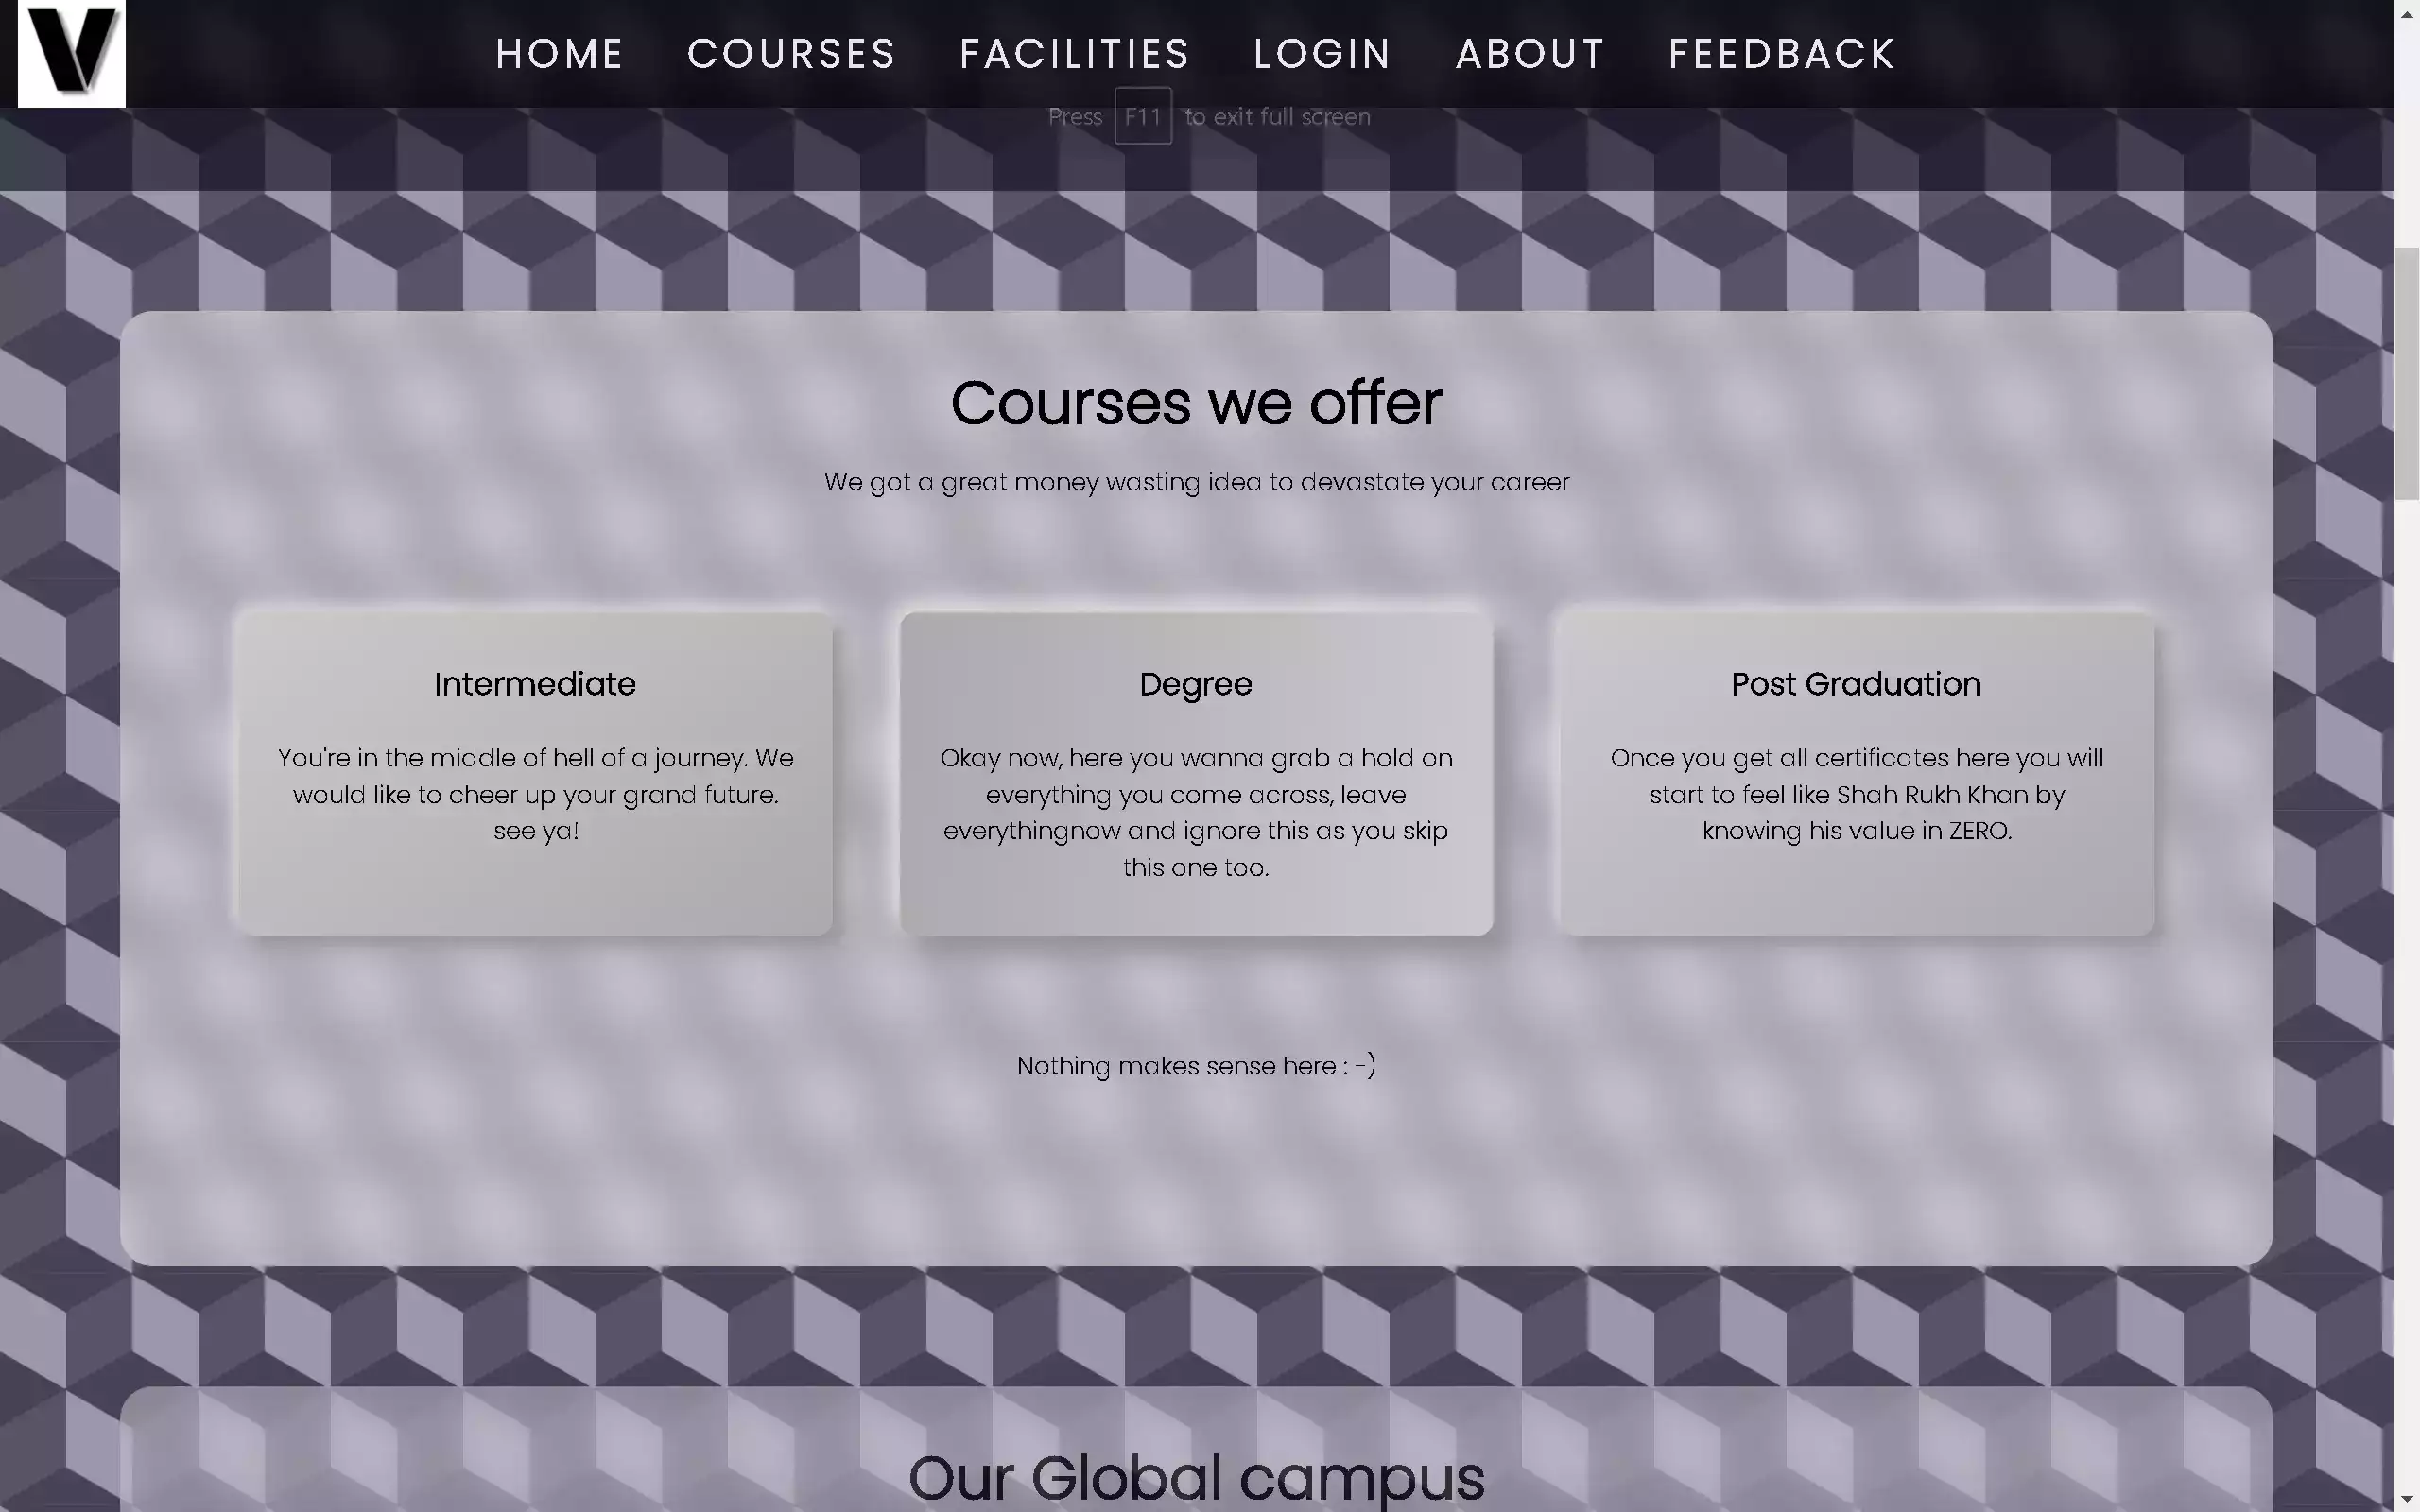 V
HOME COURSES FACILITIES LOGIN ABOUT FEEDBACK
Press F11 to exit full screen
Courses we offer
We got a great money wasting idea to devastate your career
Intermediate
You're in the middle of hell of a journey. We
would like to cheer up your grand future.
see ya!
Degree
Okay now, here you wanna grab a hold on
everything you come across, leave
everythingnow and ignore this as you skip
this one too.
Post Graduation
Once you get all certificates here you will
start to feel like Shah Rukh Khan by
knowing his value in ZERO.
Nothing makes sense here : -)
Our Global campus